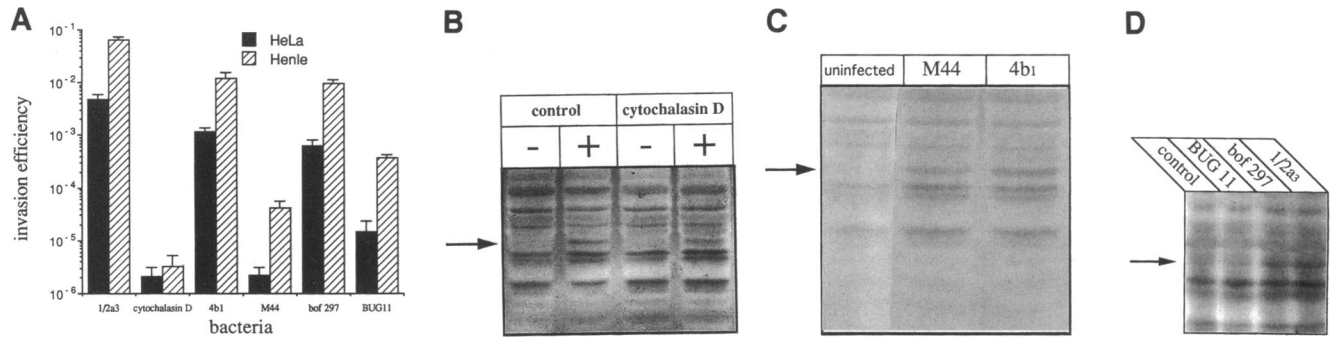 A
10-1
10-2
10-3
10-4
10-5
10-6
invasion efficiency
HeLa
Henle
1/2a3 cytochalasin D 4b1 M44 bof 297 BUG11
bacteria
B
control cytochalasin D
- + - +
C
uninfected M44 4b1
D
control BUG 11 bof 297 1/2a3